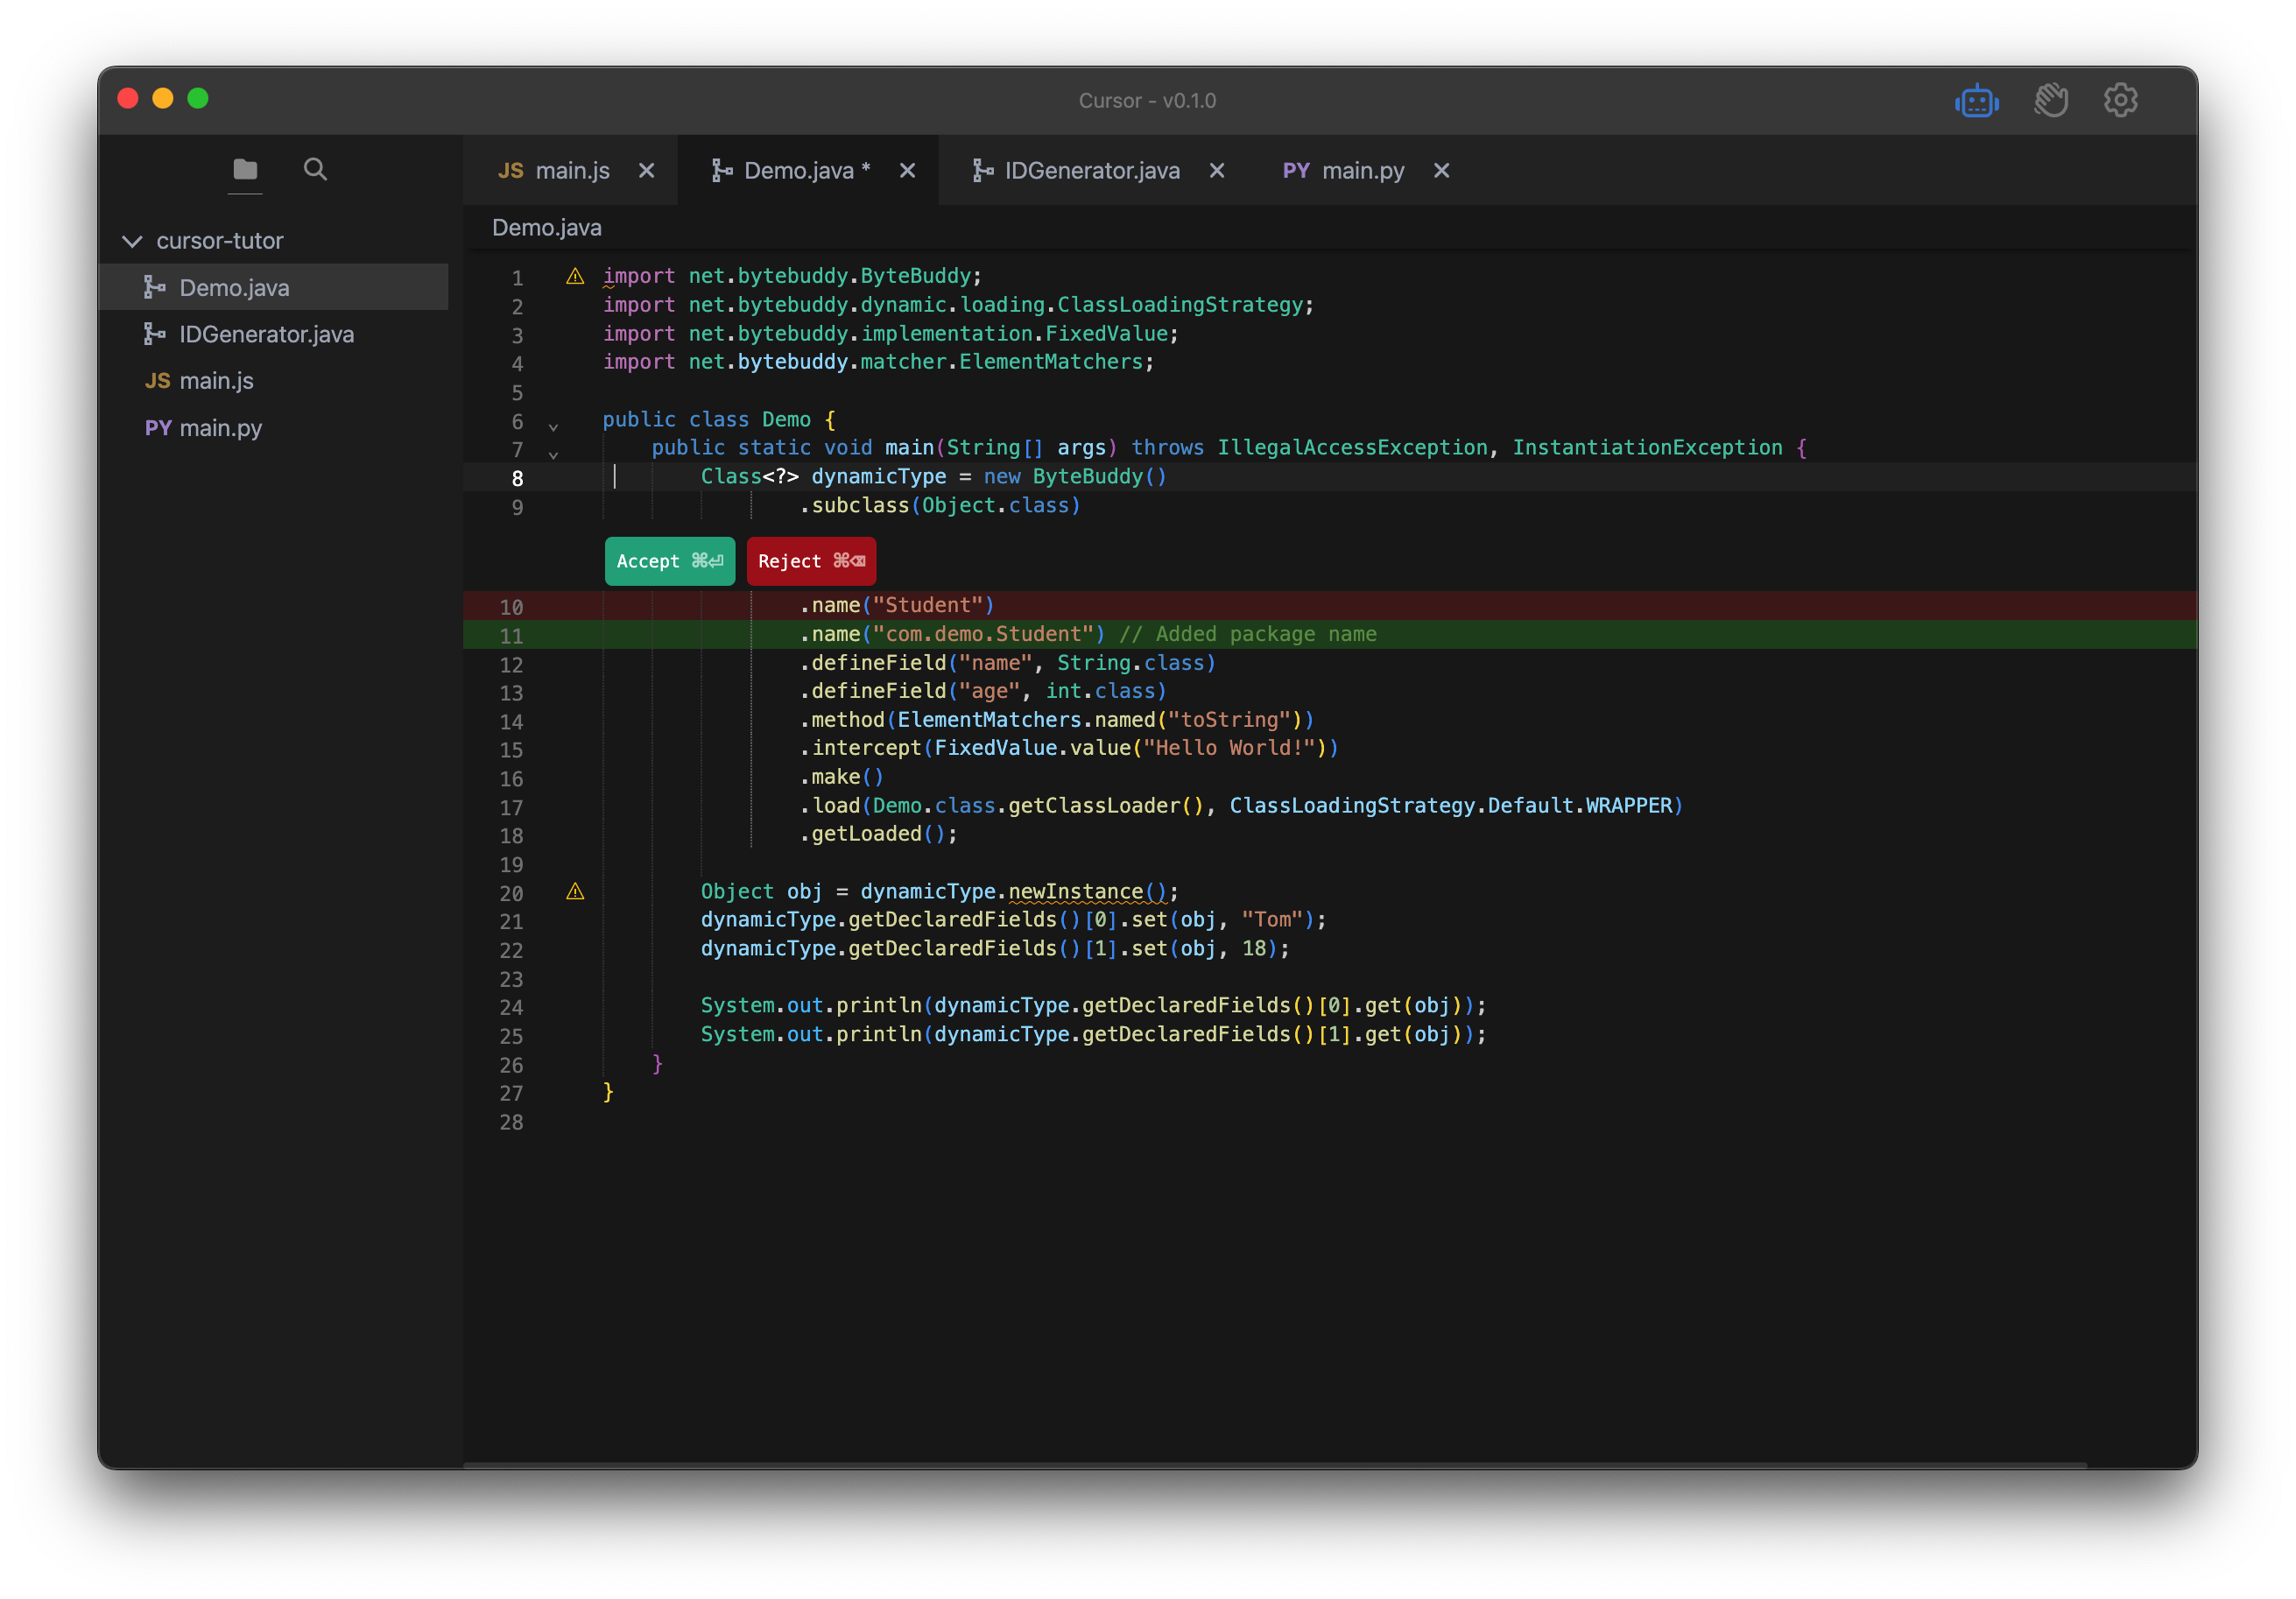 Cursor - v0.1.0
JS main.js ✕ Demo.java * ✕ IDGenerator.java ✕ PY main.py ✕
cursor-tutor
Demo.java
IDGenerator.java
JS main.js
PY main.py
Demo.java
1 import net.bytebuddy.ByteBuddy;
2 import net.bytebuddy.dynamic.loading.ClassLoadingStrategy;
3 import net.bytebuddy.implementation.FixedValue;
4 import net.bytebuddy.matcher.ElementMatchers;
5
6 public class Demo {
7     public static void main(String[] args) throws IllegalAccessException, InstantiationException {
8         Class<?> dynamicType = new ByteBuddy()
9                 .subclass(Object.class)
Accept ⌘⏎ Reject ⌘⌫
10                 .name("Student")
11                 .name("com.demo.Student") // Added package name
12                 .defineField("name", String.class)
13                 .defineField("age", int.class)
14                 .method(ElementMatchers.named("toString"))
15                 .intercept(FixedValue.value("Hello World!"))
16                 .make()
17                 .load(Demo.class.getClassLoader(), ClassLoadingStrategy.Default.WRAPPER)
18                 .getLoaded();
19
20         Object obj = dynamicType.newInstance();
21         dynamicType.getDeclaredFields()[0].set(obj, "Tom");
22         dynamicType.getDeclaredFields()[1].set(obj, 18);
23
24         System.out.println(dynamicType.getDeclaredFields()[0].get(obj));
25         System.out.println(dynamicType.getDeclaredFields()[1].get(obj));
26     }
27 }
28